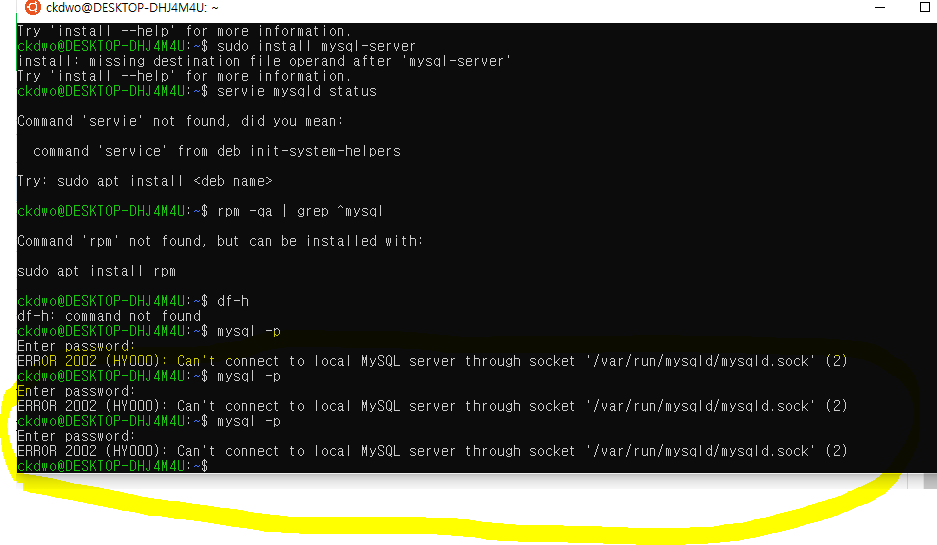 ckdwo@DESKTOP-DHJ4M4U: ~
Try 'install --help' for more information.
ckdwo@DESKTOP-DHJ4M4U:~$ sudo install mysql-server
install: missing destination file operand after 'mysql-server'
Try 'install --help' for more information.
ckdwo@DESKTOP-DHJ4M4U:~$ servie mysqld status
Command 'servie' not found, did you mean:
command 'service' from deb init-system-helpers
Try: sudo apt install <deb name>
ckdwo@DESKTOP-DHJ4M4U:~$ rpm -qa | grep ^mysql
Command 'rpm' not found, but can be installed with:
sudo apt install rpm
ckdwo@DESKTOP-DHJ4M4U:~$ df-h
df-h: command not found
ckdwo@DESKTOP-DHJ4M4U:~$ mysql -p
Enter password:
ERROR 2002 (HY000): Can't connect to local MySQL server through socket '/var/run/mysqld/mysqld.sock' (2)
ckdwo@DESKTOP-DHJ4M4U:~$ mysql -p
Enter password:
ERROR 2002 (HY000): Can't connect to local MySQL server through socket '/var/run/mysqld/mysqld.sock' (2)
ckdwo@DESKTOP-DHJ4M4U:~$ mysql -p
Enter password:
ERROR 2002 (HY000): Can't connect to local MySQL server through socket '/var/run/mysqld/mysqld.sock' (2)
ckdwo@DESKTOP-DHJ4M4U:~$